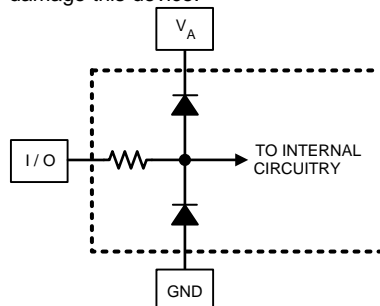 damage this device.
VA
I / O
TO INTERNAL
CIRCUITRY
GND